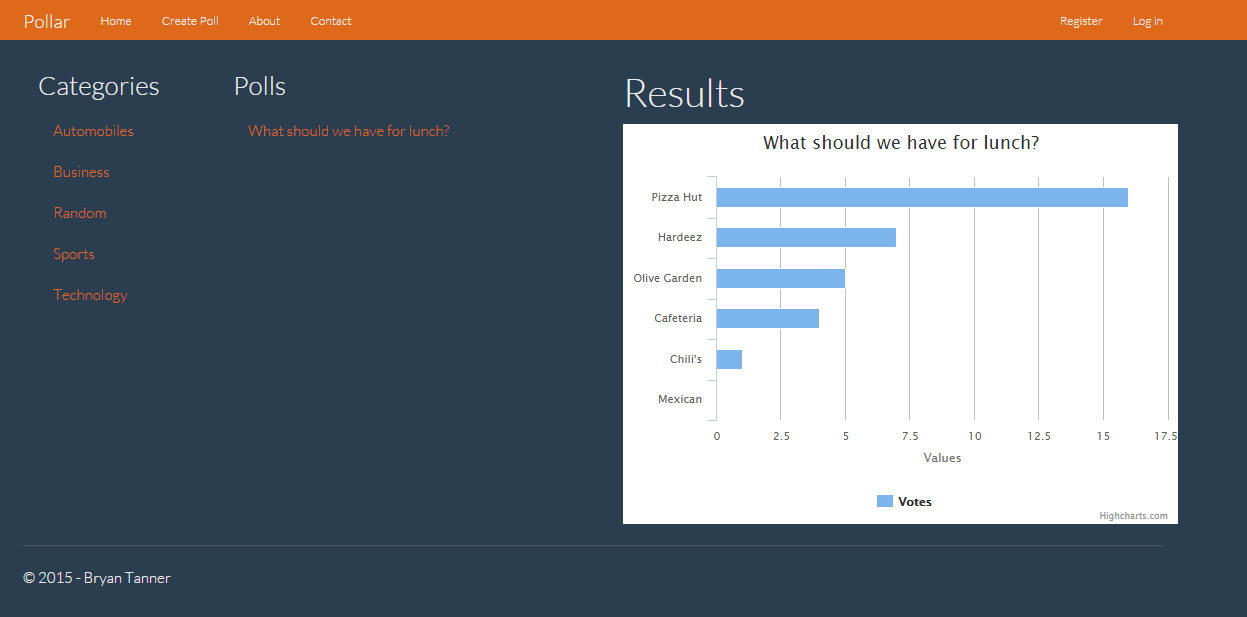 Pollar Home Create Poll About Contact Register Log in
Categories
Automobiles
Business
Random
Sports
Technology
Polls
What should we have for lunch?
Results
What should we have for lunch?
Pizza Hut
Hardeez
Olive Garden
Cafeteria
Chili's
Mexican
0 2.5 5 7.5 10 12.5 15 17.5
Values
Votes
Highcharts.com
© 2015 - Bryan Tanner